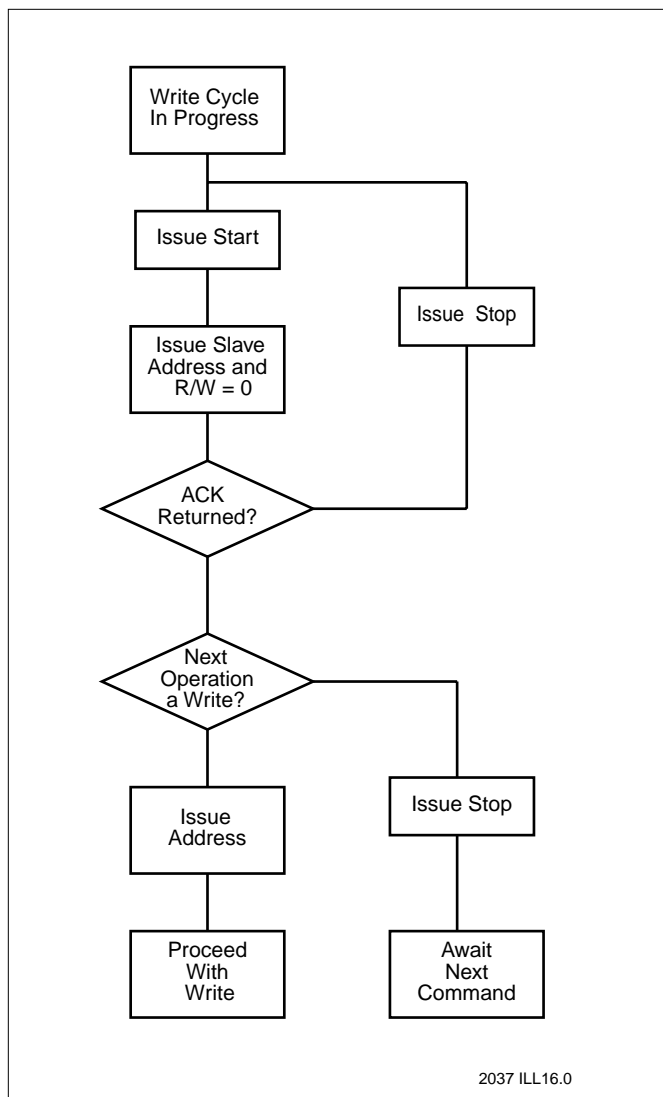 Write Cycle
In Progress
Issue Start
Issue Stop
Issue Slave
Address and
R/W = 0
ACK
Returned?
Next
Operation
a Write?
Issue
Address
Issue Stop
Proceed
With
Write
Await
Next
Command
2037 ILL16.0